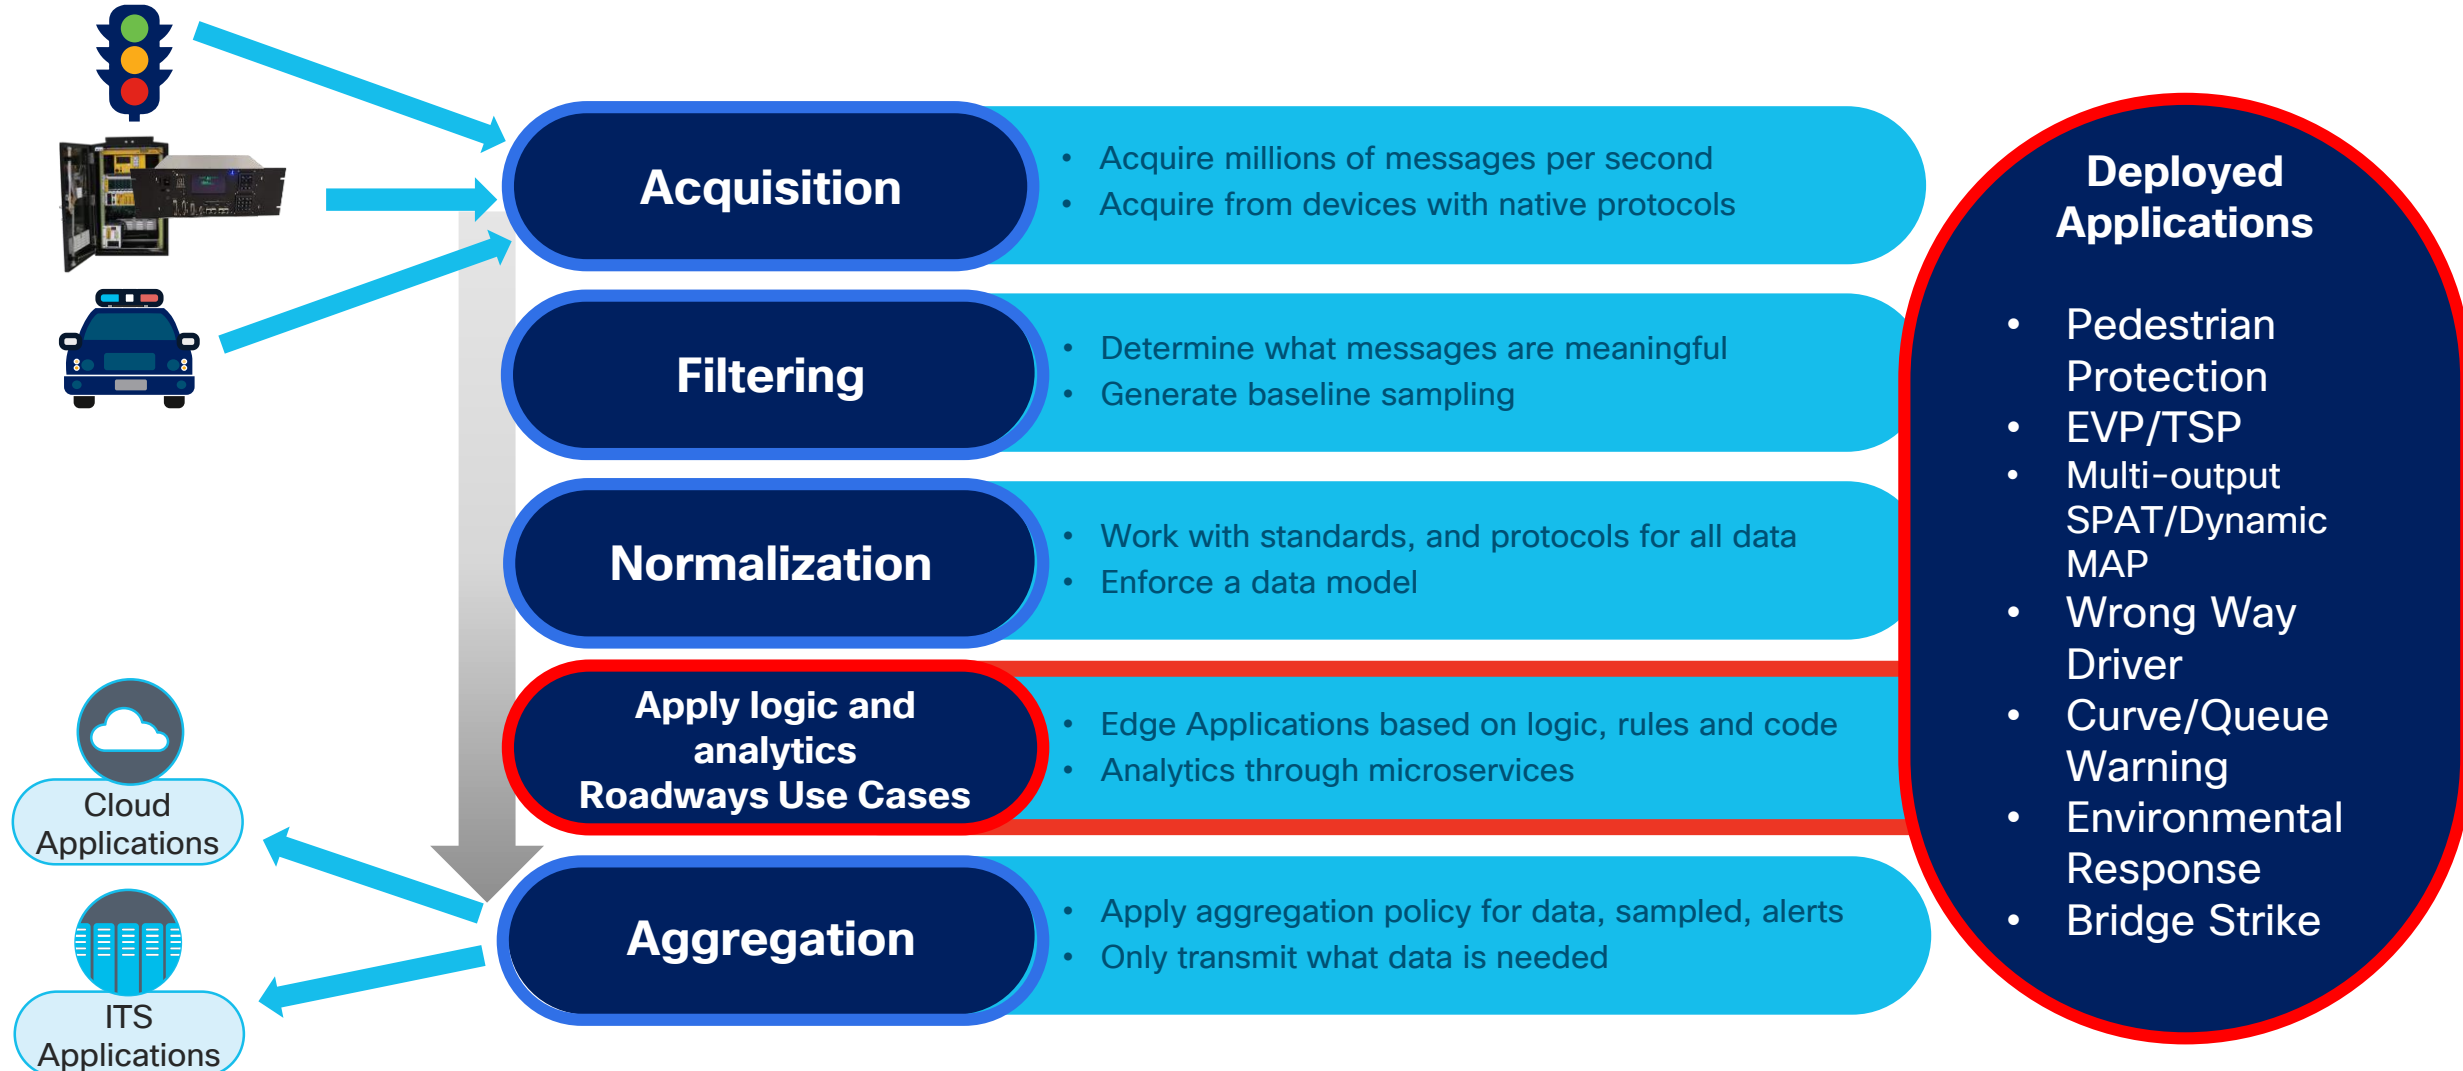 Acquisition
• Acquire millions of messages per second
• Acquire from devices with native protocols
Filtering
• Determine what messages are meaningful
• Generate baseline sampling
Normalization
• Work with standards, and protocols for all data
• Enforce a data model
Apply logic and
analytics
Roadways Use Cases
• Edge Applications based on logic, rules and code
• Analytics through microservices
Aggregation
• Apply aggregation policy for data, sampled, alerts
• Only transmit what data is needed
Cloud
Applications
ITS
Applications
Deployed
Applications
• Pedestrian
Protection
• EVP/TSP
• Multi-output
SPAT/Dynamic
MAP
• Wrong Way
Driver
• Curve/Queue
Warning
• Environmental
Response
• Bridge Strike